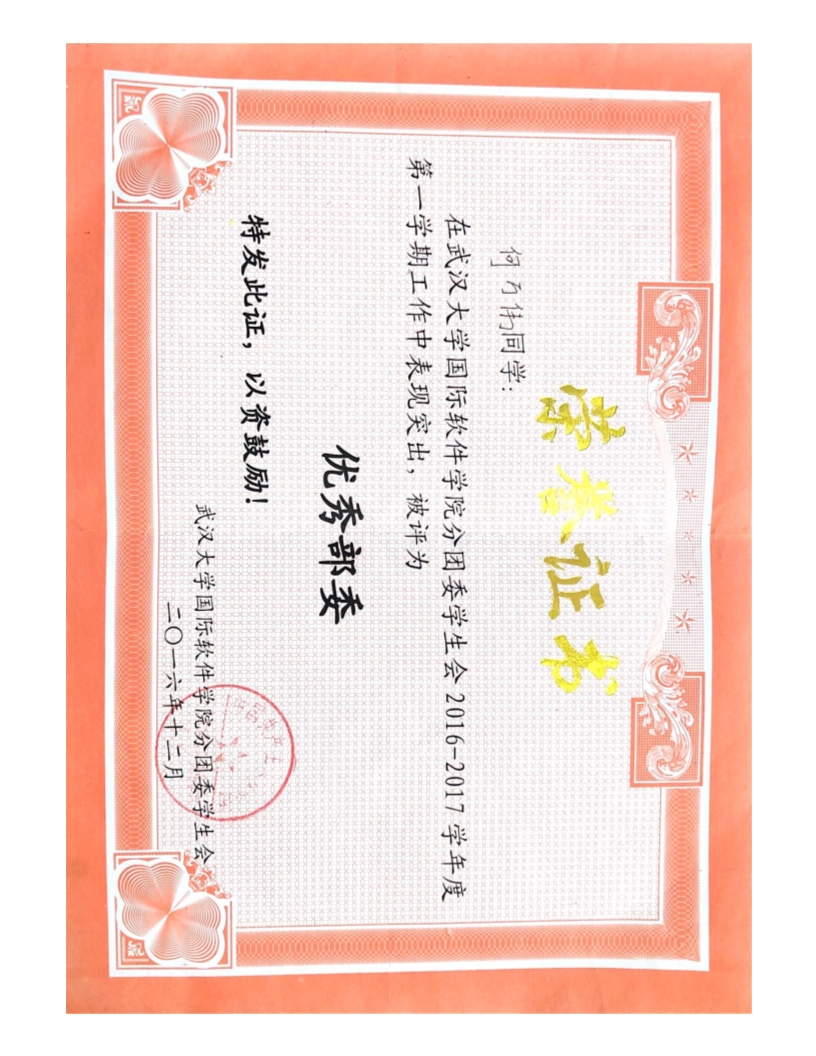 荣誉证书
何万伟同学：
在武汉大学国际软件学院分团委学生会 2016-2017 学年度
第一学期工作中表现突出，被评为
优秀部委
特发此证，以资鼓励！
武汉大学国际软件学院分团委学生会
二〇一六年十二月